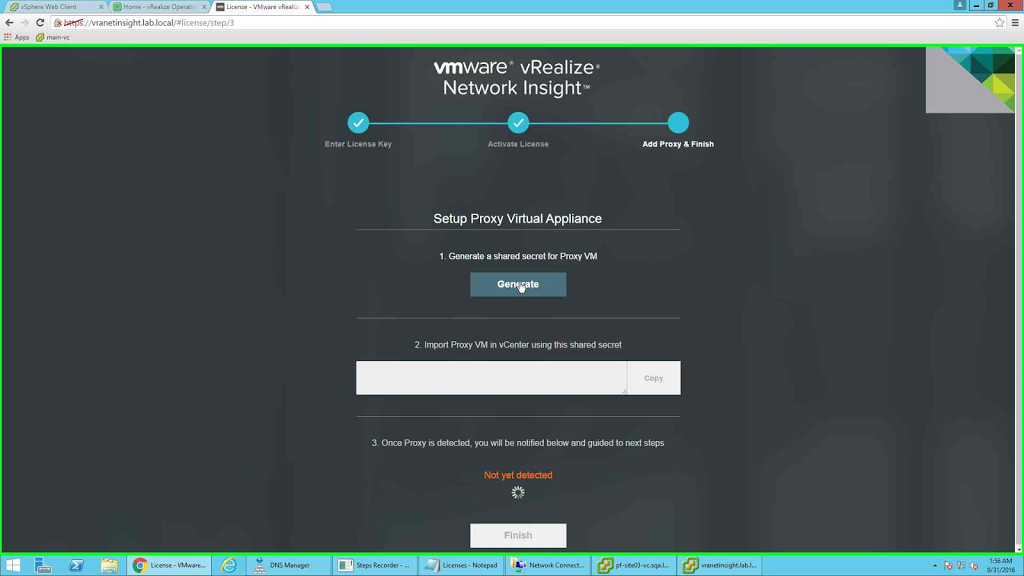 vSphere Web Client
Home - vRealize Operati
License - VMware vRealiz
https://vranetinsight.lab.local/#license/step/3
Apps
main-vc
vmware® vRealize®
Network Insight™
Enter License Key
Activate License
Add Proxy & Finish
Setup Proxy Virtual Appliance
1. Generate a shared secret for Proxy VM
Generate
2. Import Proxy VM in vCenter using this shared secret
Copy
3. Once Proxy is detected, you will be notified below and guided to next steps
Not yet detected
Finish
License - VMware...
DNS Manager
Steps Recorder - ...
Licenses - Notepad
Network Connect...
pf-site03-vc.squ.l...
vranetinsight.lab.l...
1:56 AM
8/31/2016